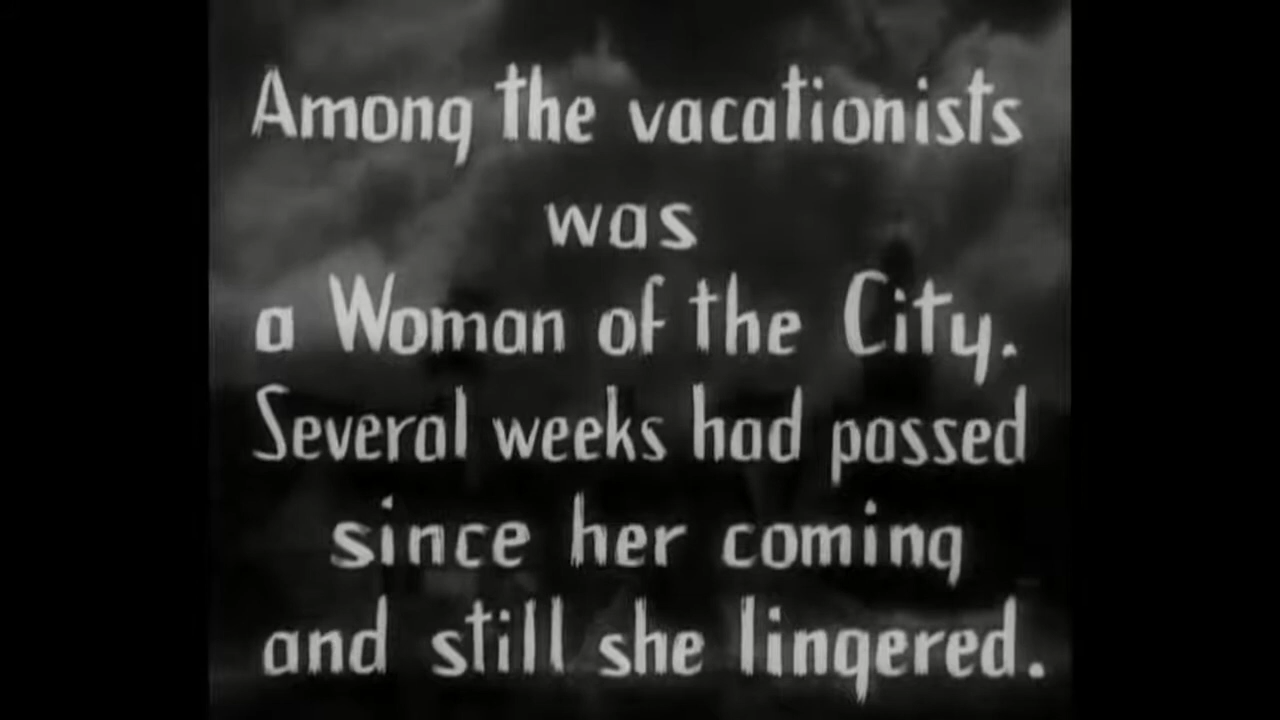 Among the vacationists
was
a Woman of the City.
Several weeks had passed
since her coming
and still she lingered.